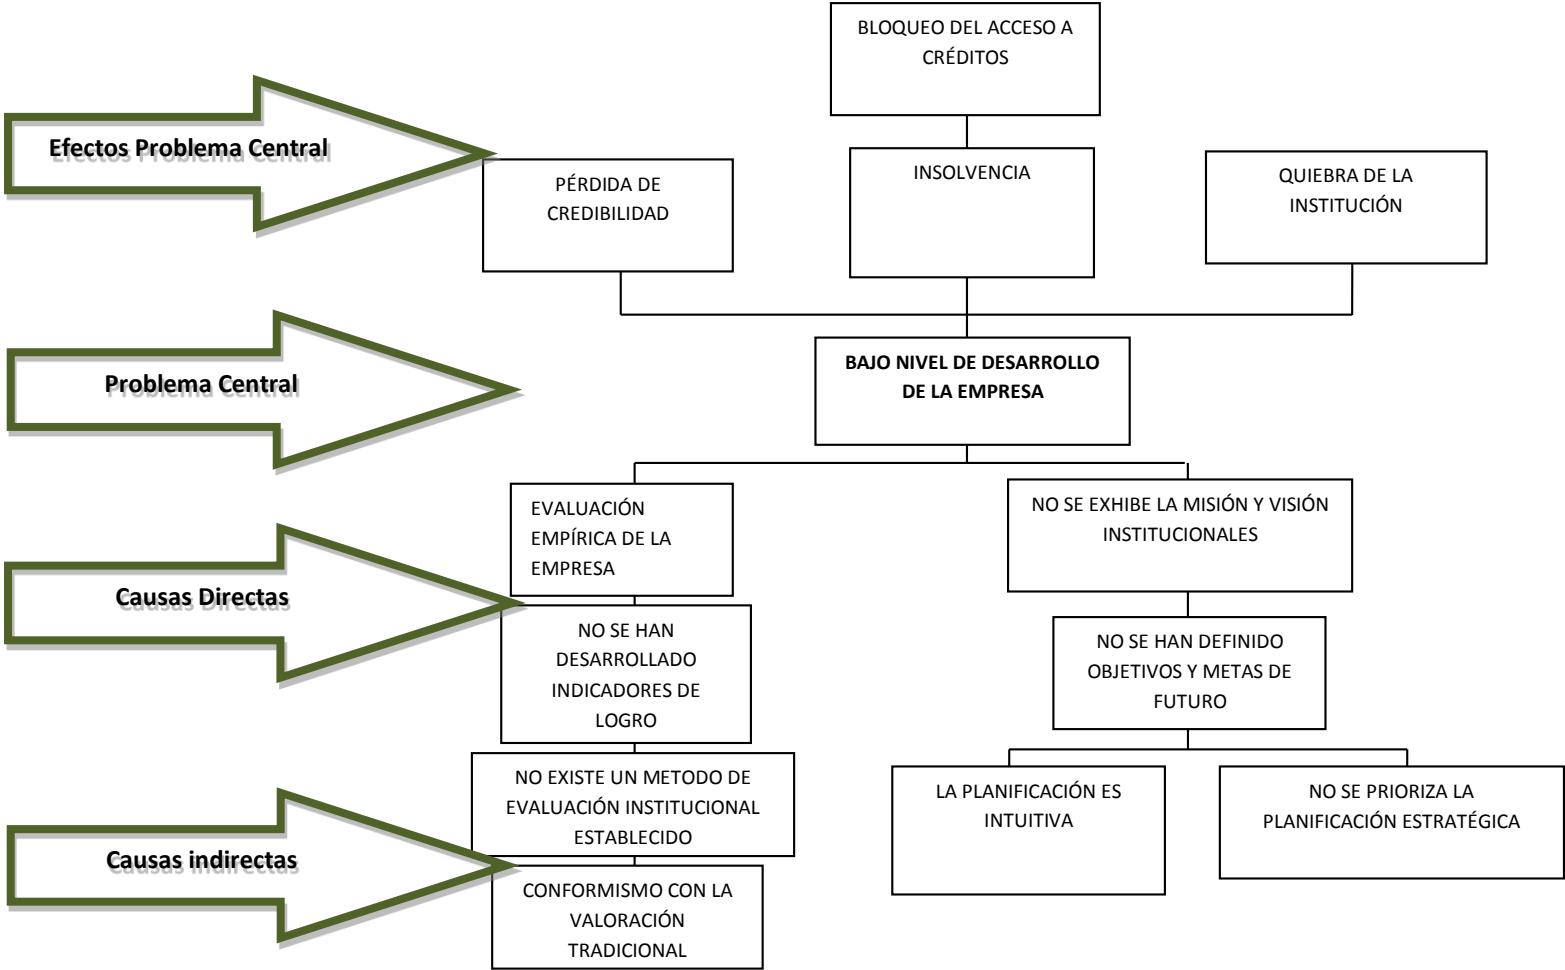 BLOQUEO DEL ACCESO A
CRÉDITOS
Efectos Problema Central
PÉRDIDA DE
CREDIBILIDAD
INSOLVENCIA
QUIEBRA DE LA
INSTITUCIÓN
Problema Central
BAJO NIVEL DE DESARROLLO
DE LA EMPRESA
Causas Directas
EVALUACIÓN
EMPÍRICA DE LA
EMPRESA
NO SE EXHIBE LA MISIÓN Y VISIÓN
INSTITUCIONALES
NO SE HAN
DESARROLLADO
INDICADORES DE
LOGRO
NO SE HAN DEFINIDO
OBJETIVOS Y METAS DE
FUTURO
Causas indirectas
NO EXISTE UN METODO DE
EVALUACIÓN INSTITUCIONAL
ESTABLECIDO
LA PLANIFICACIÓN ES
INTUITIVA
NO SE PRIORIZA LA
PLANIFICACIÓN ESTRATÉGICA
CONFORMISMO CON LA
VALORACIÓN
TRADICIONAL